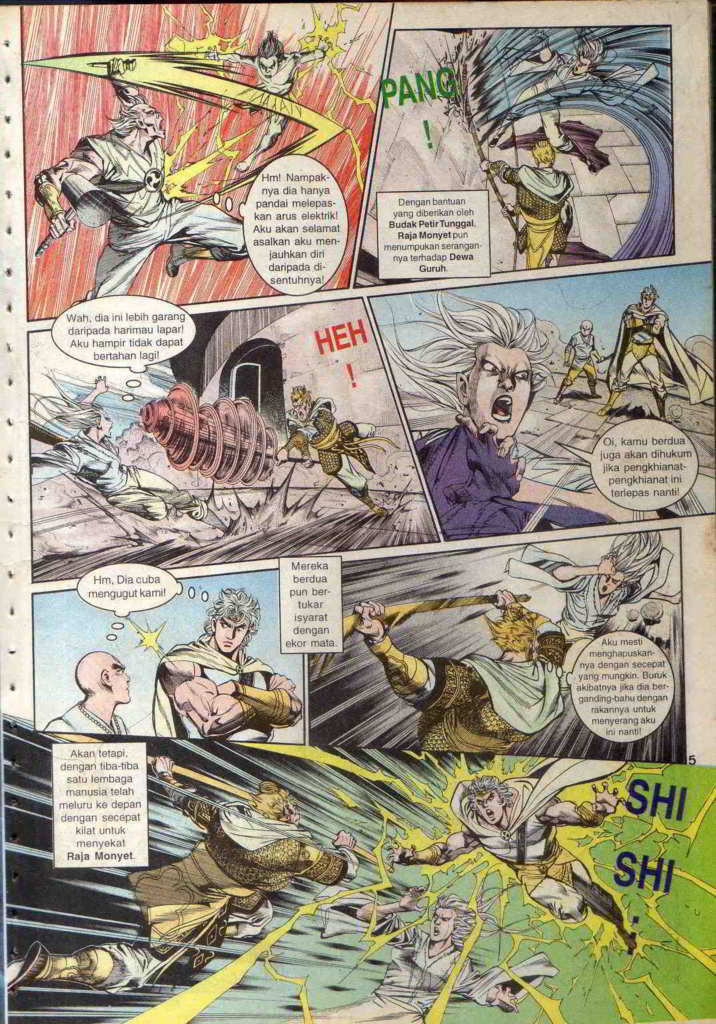 Hm! Nampak-
nya dia hanya
pandai melepas-
kan arus elektrik!
Aku akan selamat
asalkan aku men-
jauhkan diri
daripada di-
sentuhnya!
PANG
!
Dengan bantuan
yang diberikan oleh
Budak Petir Tunggal,
Raja Monyet pun
menumpukan serangan-
nya terhadap Dewa
Guruh.
Wah, dia ini lebih garang
daripada harimau lapar!
Aku hampir tidak dapat
bertahan lagi!
HEH
!
Oi, kamu berdua
juga akan dihukum
jika pengkhianat-
pengkhianat ini
terlepas nanti!
Hm, Dia cuba
mengugut kami!
Mereka
berdua
pun ber-
tukar
isyarat
dengan
ekor mata.
Aku mesti
menghapuskan-
nya dengan secepat
yang mungkin. Buruk
akibatnya jika dia ber-
ganding-bahu dengan
rakannya untuk
menyerang aku
ini nanti!
5
Akan tetapi,
dengan tiba-tiba
satu lembaga
manusia telah
meluru ke depan
dengan secepat
kilat untuk
menyekat
Raja Monyet.
SHI
SHI
!